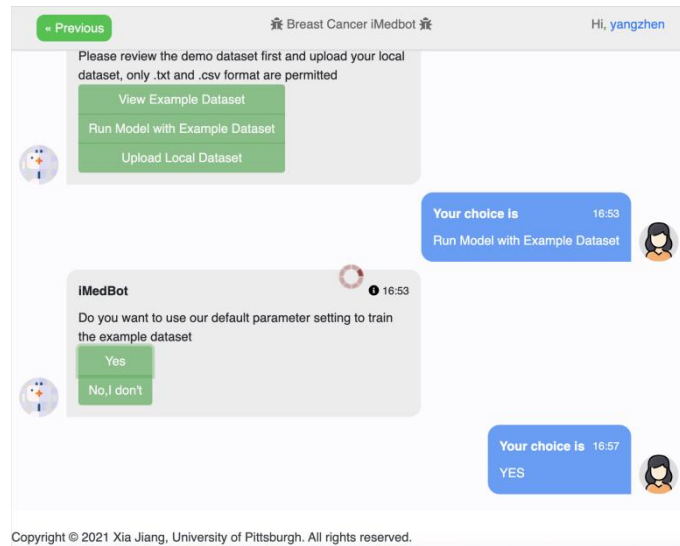 « Previous
Breast Cancer iMedbot
Hi, yangzhen
Please review the demo dataset first and upload your local
dataset, only .txt and .csv format are permitted
View Example Dataset
Run Model with Example Dataset
Upload Local Dataset
Your choice is 16:53
Run Model with Example Dataset
iMedBot 16:53
Do you want to use our default parameter setting to train
the example dataset
Yes
No,I don't
Your choice is 16:57
YES
Copyright © 2021 Xia Jiang, University of Pittsburgh. All rights reserved.